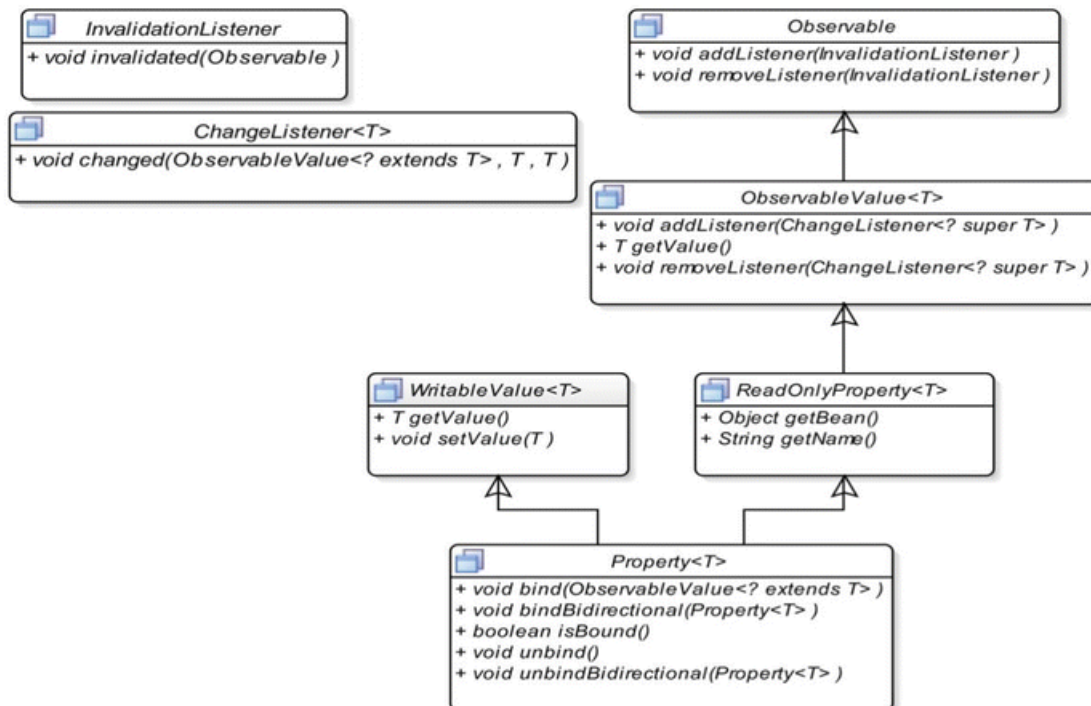 InvalidationListener
+ void invalidated(Observable )
ChangeListener<T>
+ void changed(ObservableValue<? extends T> , T , T )
Observable
+ void addListener(InvalidationListener )
+ void removeListener(InvalidationListener )
ObservableValue<T>
+ void addListener(ChangeListener<? super T> )
+ T getValue()
+ void removeListener(ChangeListener<? super T> )
WritableValue<T>
+ T getValue()
+ void setValue(T )
ReadOnlyProperty<T>
+ Object getBean()
+ String getName()
Property<T>
+ void bind(ObservableValue<? extends T> )
+ void bindBidirectional(Property<T> )
+ boolean isBound()
+ void unbind()
+ void unbindBidirectional(Property<T> )